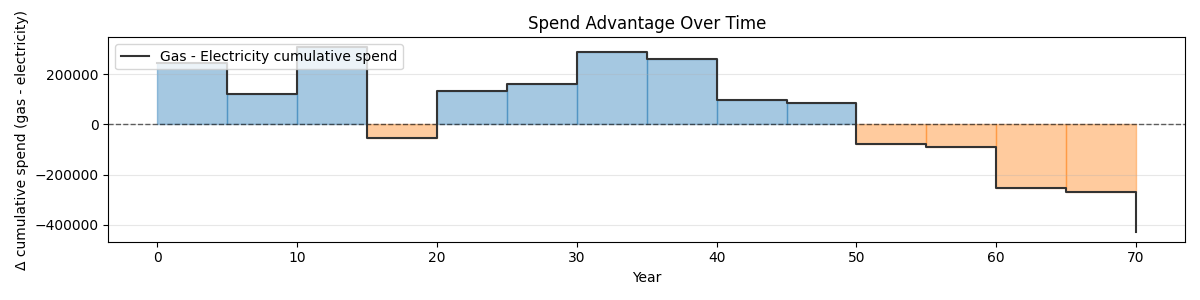 Spend Advantage Over Time
Gas - Electricity cumulative spend
Δ cumulative spend (gas - electricity)
200000
0
−200000
−400000
0 10 20 30 40 50 60 70
Year